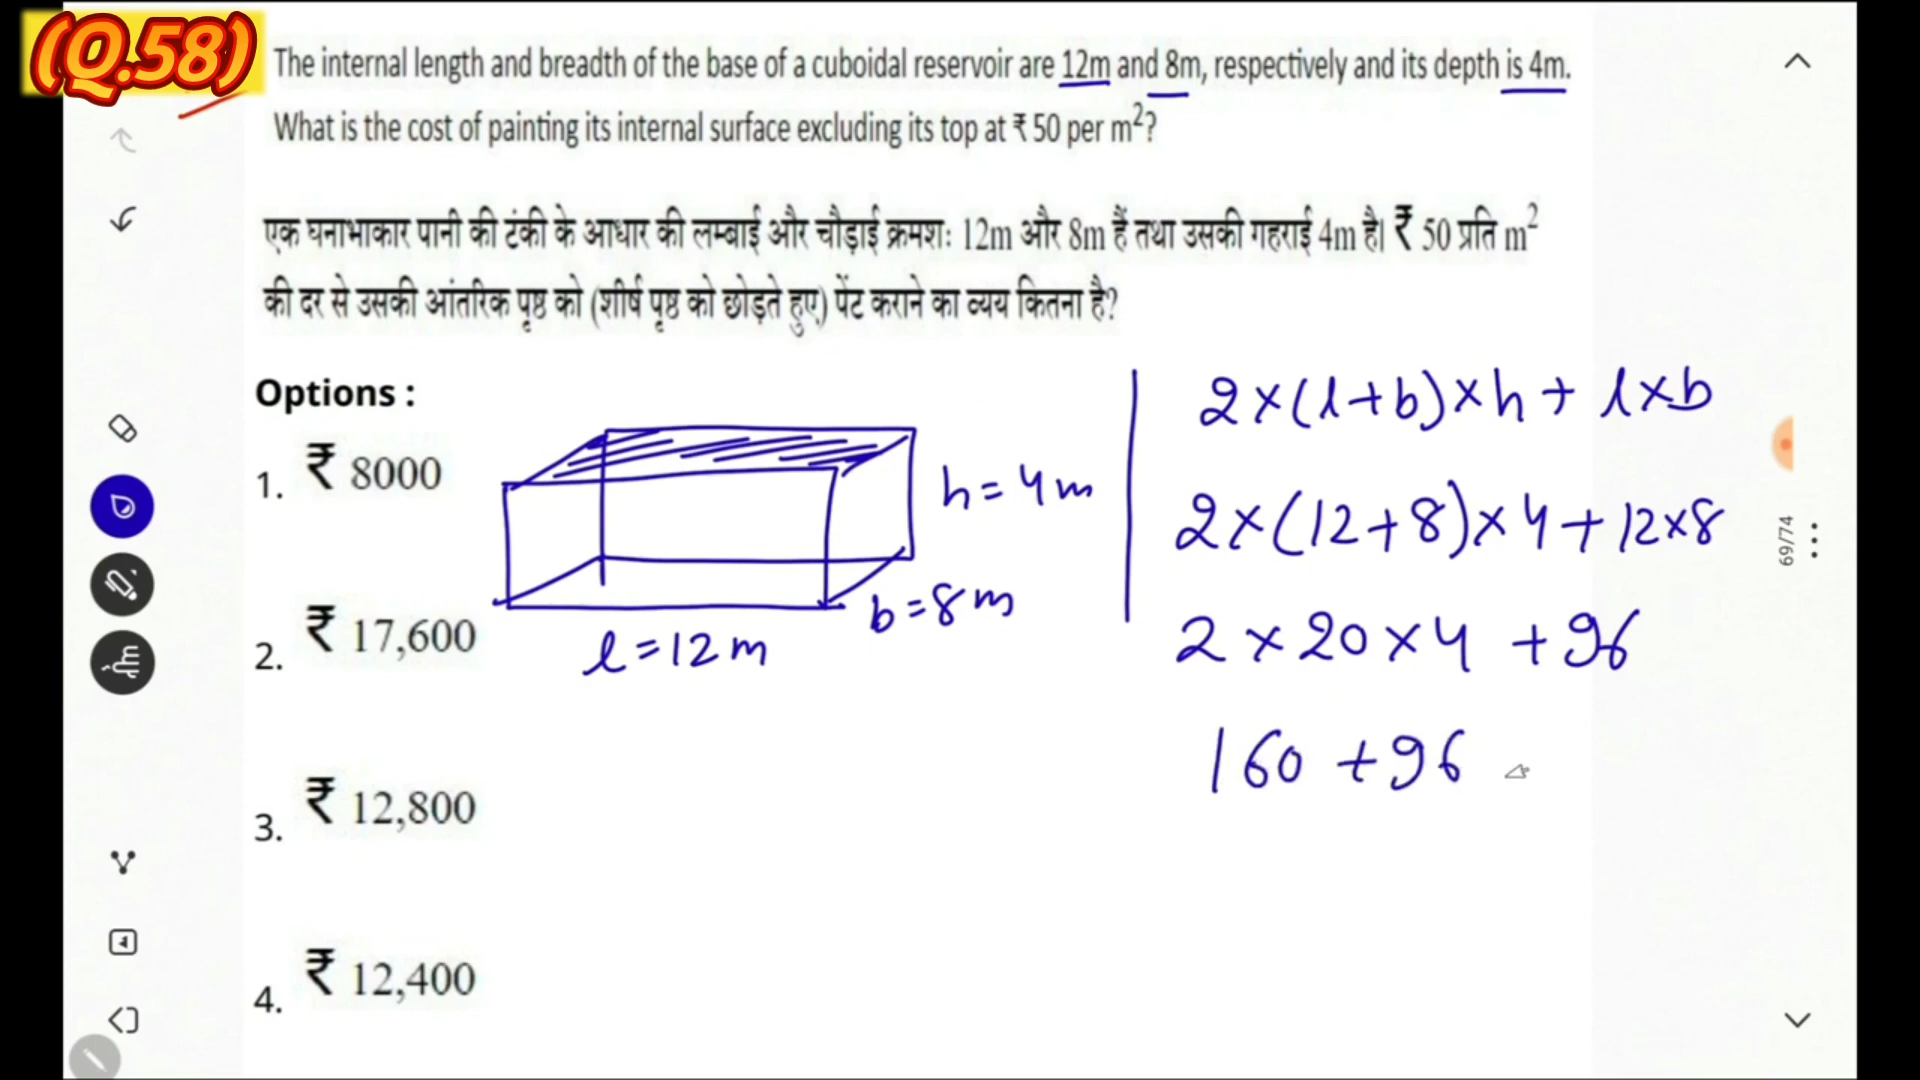 (Q.58)
The internal length and breadth of the base of a cuboidal reservoir are 12m and 8m, respectively and its depth is 4m.
What is the cost of painting its internal surface excluding its top at ₹ 50 per m²?
एक घनाभाकार पानी की टंकी के आधार की लम्बाई और चौड़ाई क्रमशः 12m और 8m हैं तथा उसकी गहराई 4m है। ₹ 50 प्रति m²
की दर से उसकी आंतरिक पृष्ठ को (शीर्ष पृष्ठ को छोड़ते हुए) पेंट कराने का व्यय कितना है?
Options :
1. ₹ 8000
2. ₹ 17,600
3. ₹ 12,800
4. ₹ 12,400
h = 4m
b = 8m
l = 12m
2×(l+b)×h+ l×b
2×(12+8)×4+12×8
2×20×4 +96
160 +96
69/74